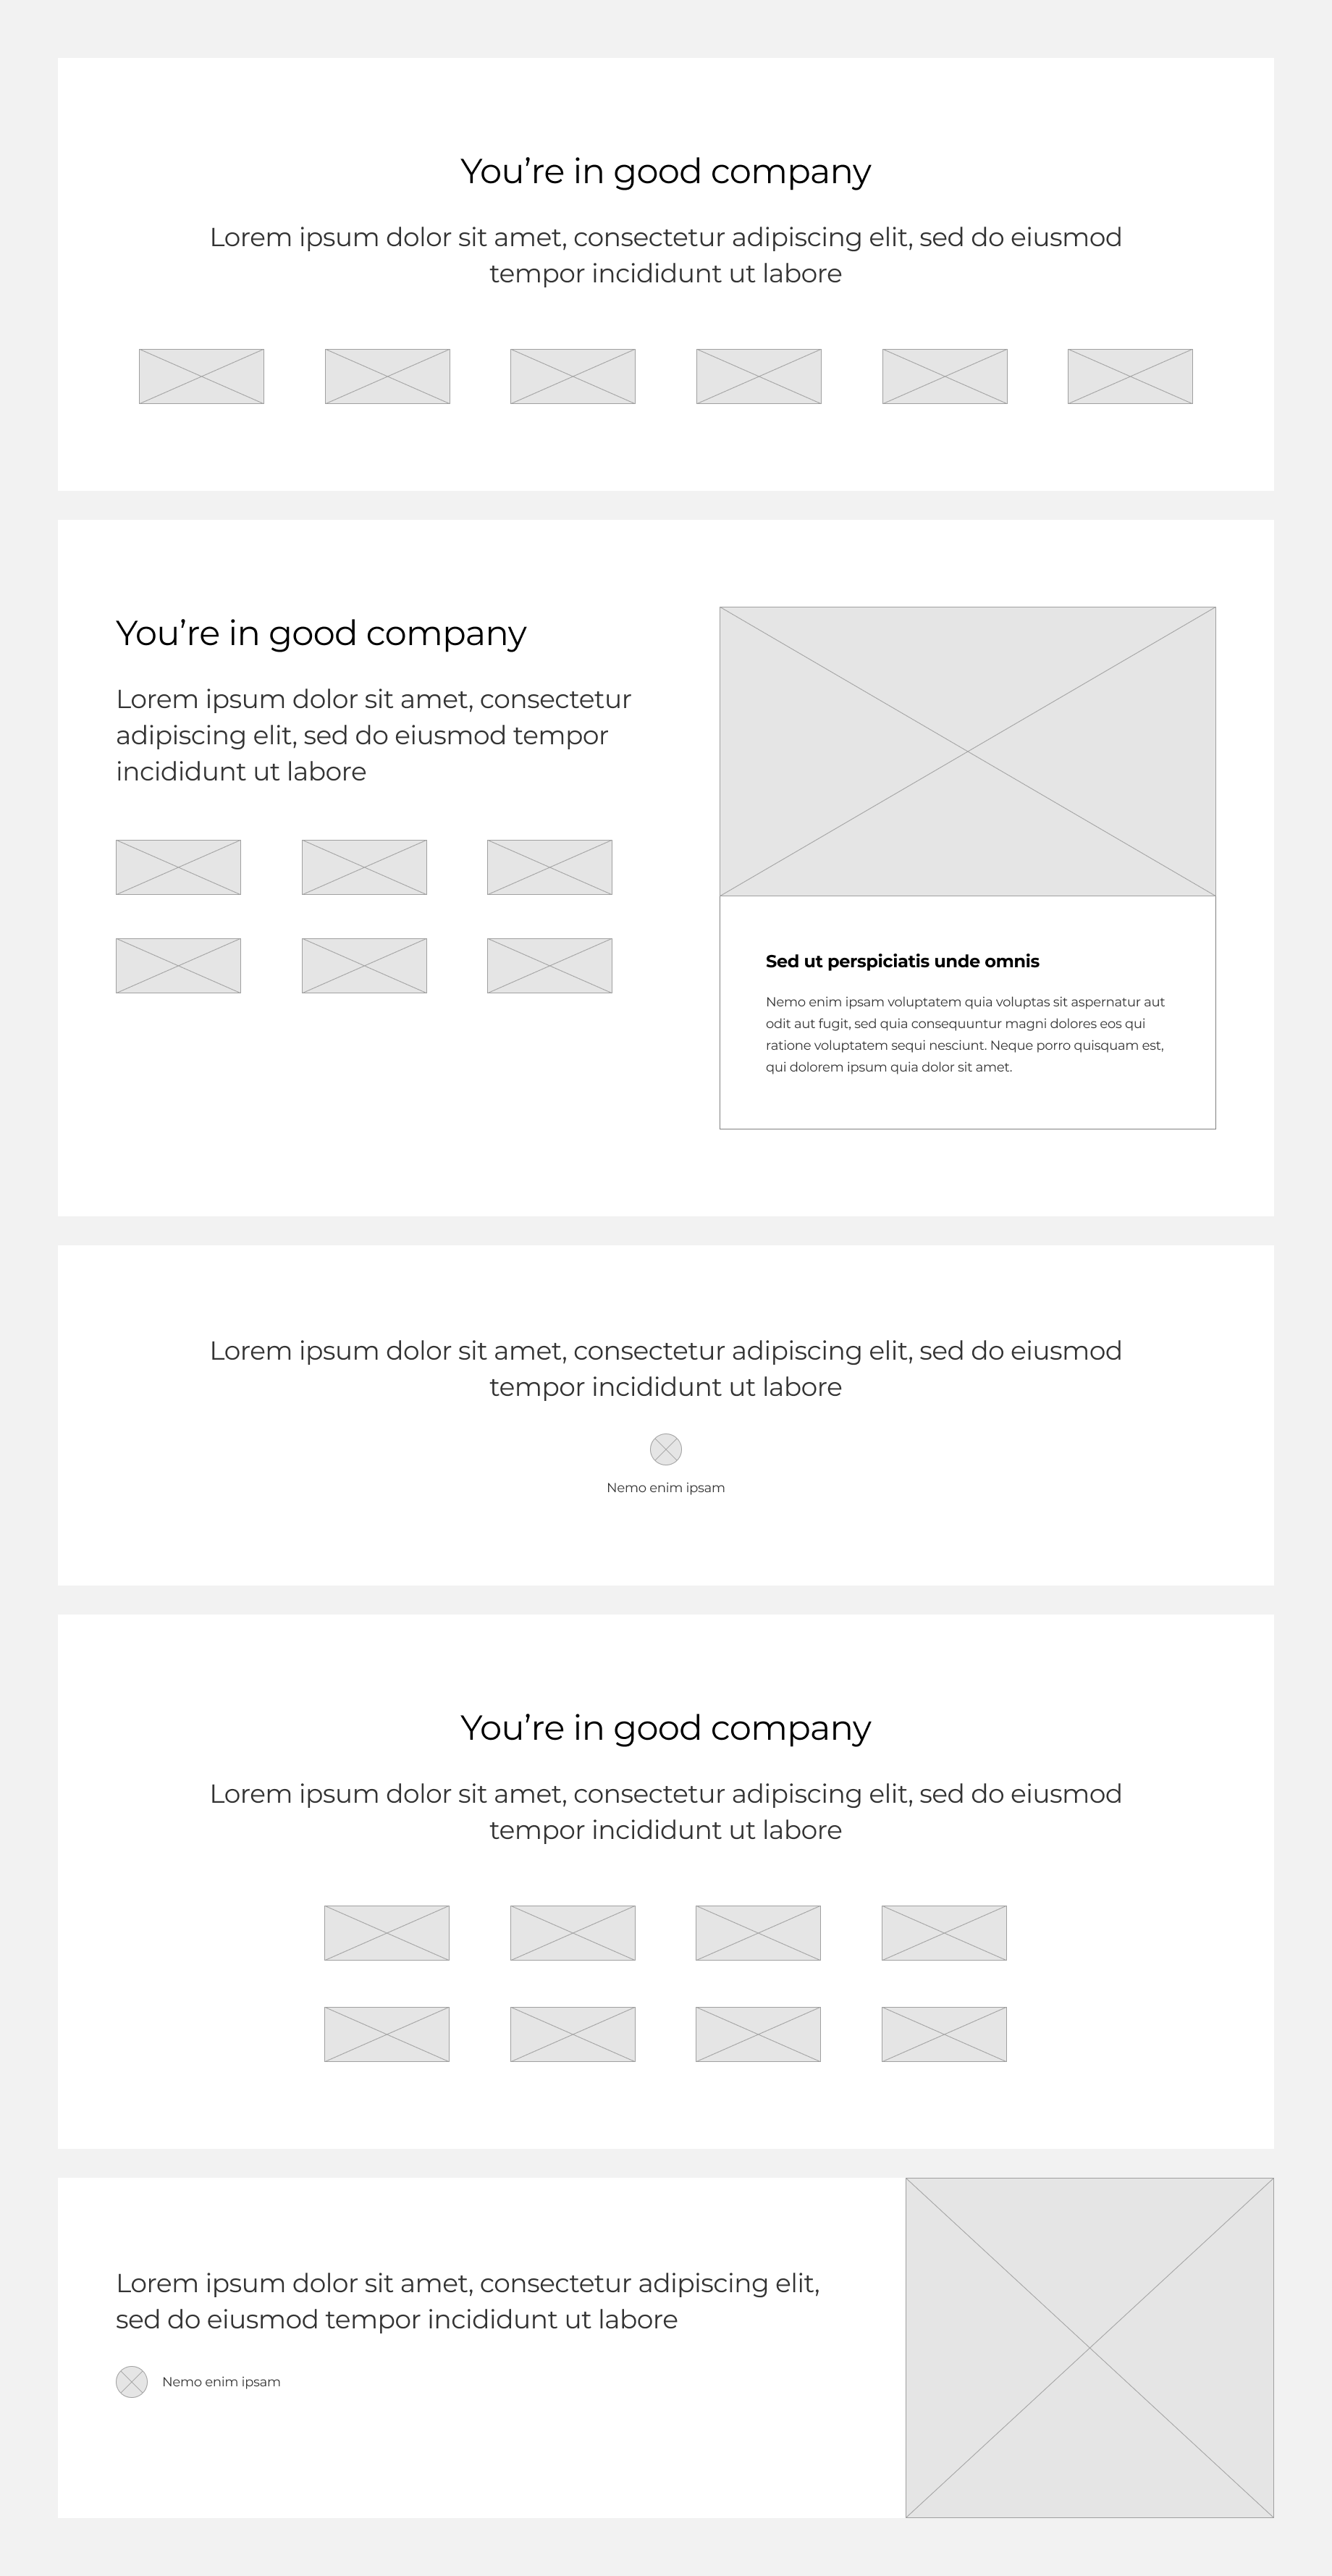 You’re in good company
Lorem ipsum dolor sit amet, consectetur adipiscing elit, sed do eiusmod
tempor incididunt ut labore
You’re in good company
Lorem ipsum dolor sit amet, consectetur
adipiscing elit, sed do eiusmod tempor
incididunt ut labore
Sed ut perspiciatis unde omnis
Nemo enim ipsam voluptatem quia voluptas sit aspernatur aut
odit aut fugit, sed quia consequuntur magni dolores eos qui
ratione voluptatem sequi nesciunt. Neque porro quisquam est,
qui dolorem ipsum quia dolor sit amet.
Lorem ipsum dolor sit amet, consectetur adipiscing elit, sed do eiusmod
tempor incididunt ut labore
Nemo enim ipsam
You’re in good company
Lorem ipsum dolor sit amet, consectetur adipiscing elit, sed do eiusmod
tempor incididunt ut labore
Lorem ipsum dolor sit amet, consectetur adipiscing elit,
sed do eiusmod tempor incididunt ut labore
Nemo enim ipsam